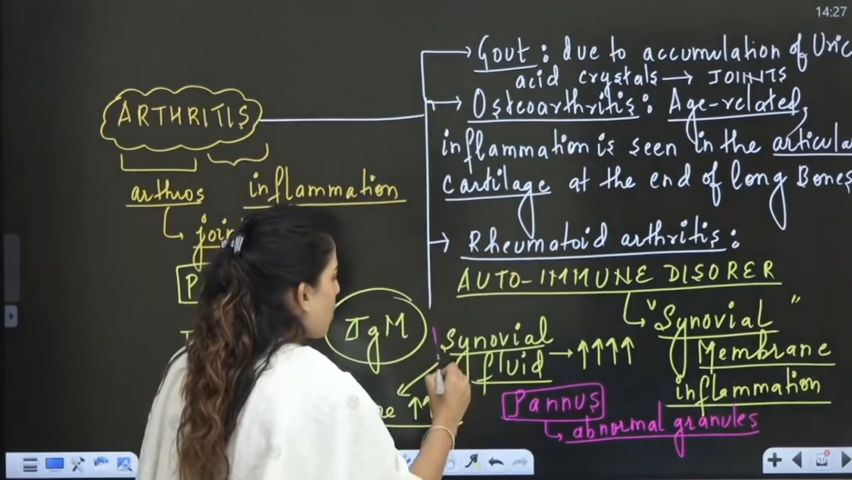 14:27
Gout : due to accumulation of Uric
acid crystals → JOINTS
ARTHRITIS
Osteoarthritis : Age-related,
inflammation is seen in the articular
cartilage at the end of long Bones
arthros
inflammation
Rheumatoid arthritis :
AUTO-IMMUNE DISORER
IgM
Synovial
fluid → ↑↑↑↑
"Synovial"
Membrane
inflammation
Pannus
abnormal granules